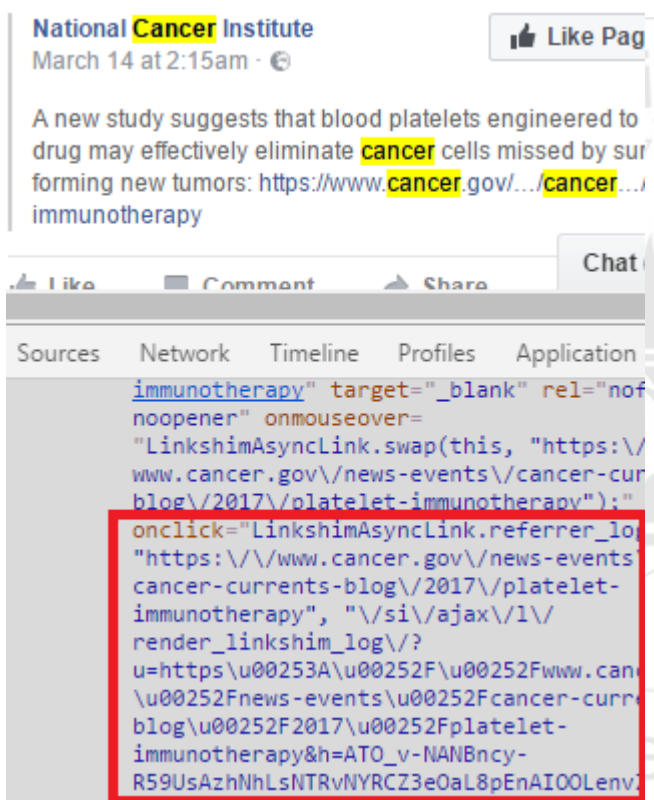 National Cancer Institute
Like Pag
March 14 at 2:15am ·
A new study suggests that blood platelets engineered to
drug may effectively eliminate cancer cells missed by sur
forming new tumors: https://www.cancer.gov/.../cancer.../
immunotherapy
Chat
Like Comment Share
Sources Network Timeline Profiles Application
immunotherapy" target="_blank" rel="nof
noopener" onmouseover=
"LinkshimAsyncLink.swap(this, "https:\/
www.cancer.gov\/news-events\/cancer-cur
blog\/2017\/platelet-immunotherapy");"
onclick="LinkshimAsyncLink.referrer_log
"https:\/\/www.cancer.gov\/news-events\
cancer-currents-blog\/2017\/platelet-
immunotherapy", "\/si\/ajax\/l\/
render_linkshim_log\/?
u=https\u00253A\u00252F\u00252Fwww.can
\u00252Fnews-events\u00252Fcancer-curre
blog\u00252F2017\u00252Fplatelet-
immunotherapy&h=ATO_v-NANBncy-
R59UsAzhNhLsNTRvNYRCZ3eOaL8pEnAIOOLenvZ